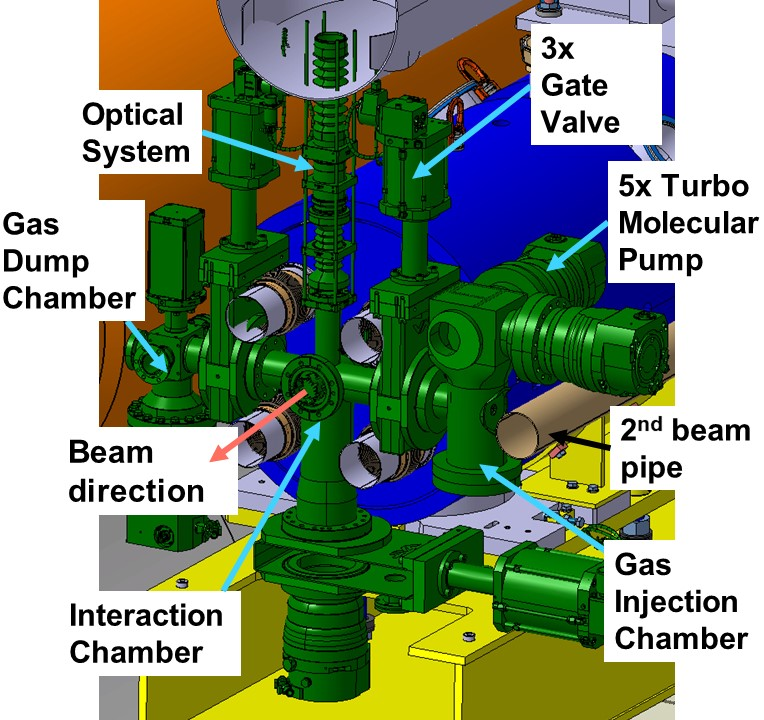 3x
Gate
Valve
Optical
System
5x Turbo
Molecular
Pump
Gas
Dump
Chamber
Beam
direction
2nd beam
pipe
Interaction
Chamber
Gas
Injection
Chamber